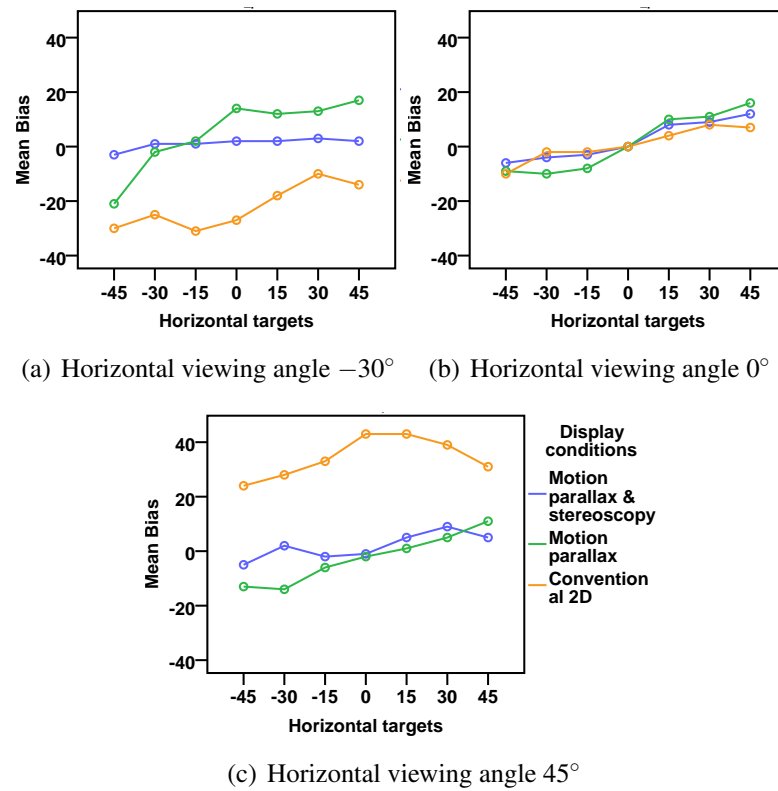 40
20
0
-20
-40
Mean Bias
-45 -30 -15 0 15 30 45
Horizontal targets
(a) Horizontal viewing angle −30°
40
20
0
-20
-40
Mean Bias
-45 -30 -15 0 15 30 45
Horizontal targets
(b) Horizontal viewing angle 0°
40
20
0
-20
-40
Mean Bias
-45 -30 -15 0 15 30 45
Horizontal targets
Display
conditions
Motion
parallax &
stereoscopy
Motion
parallax
Convention
al 2D
(c) Horizontal viewing angle 45°